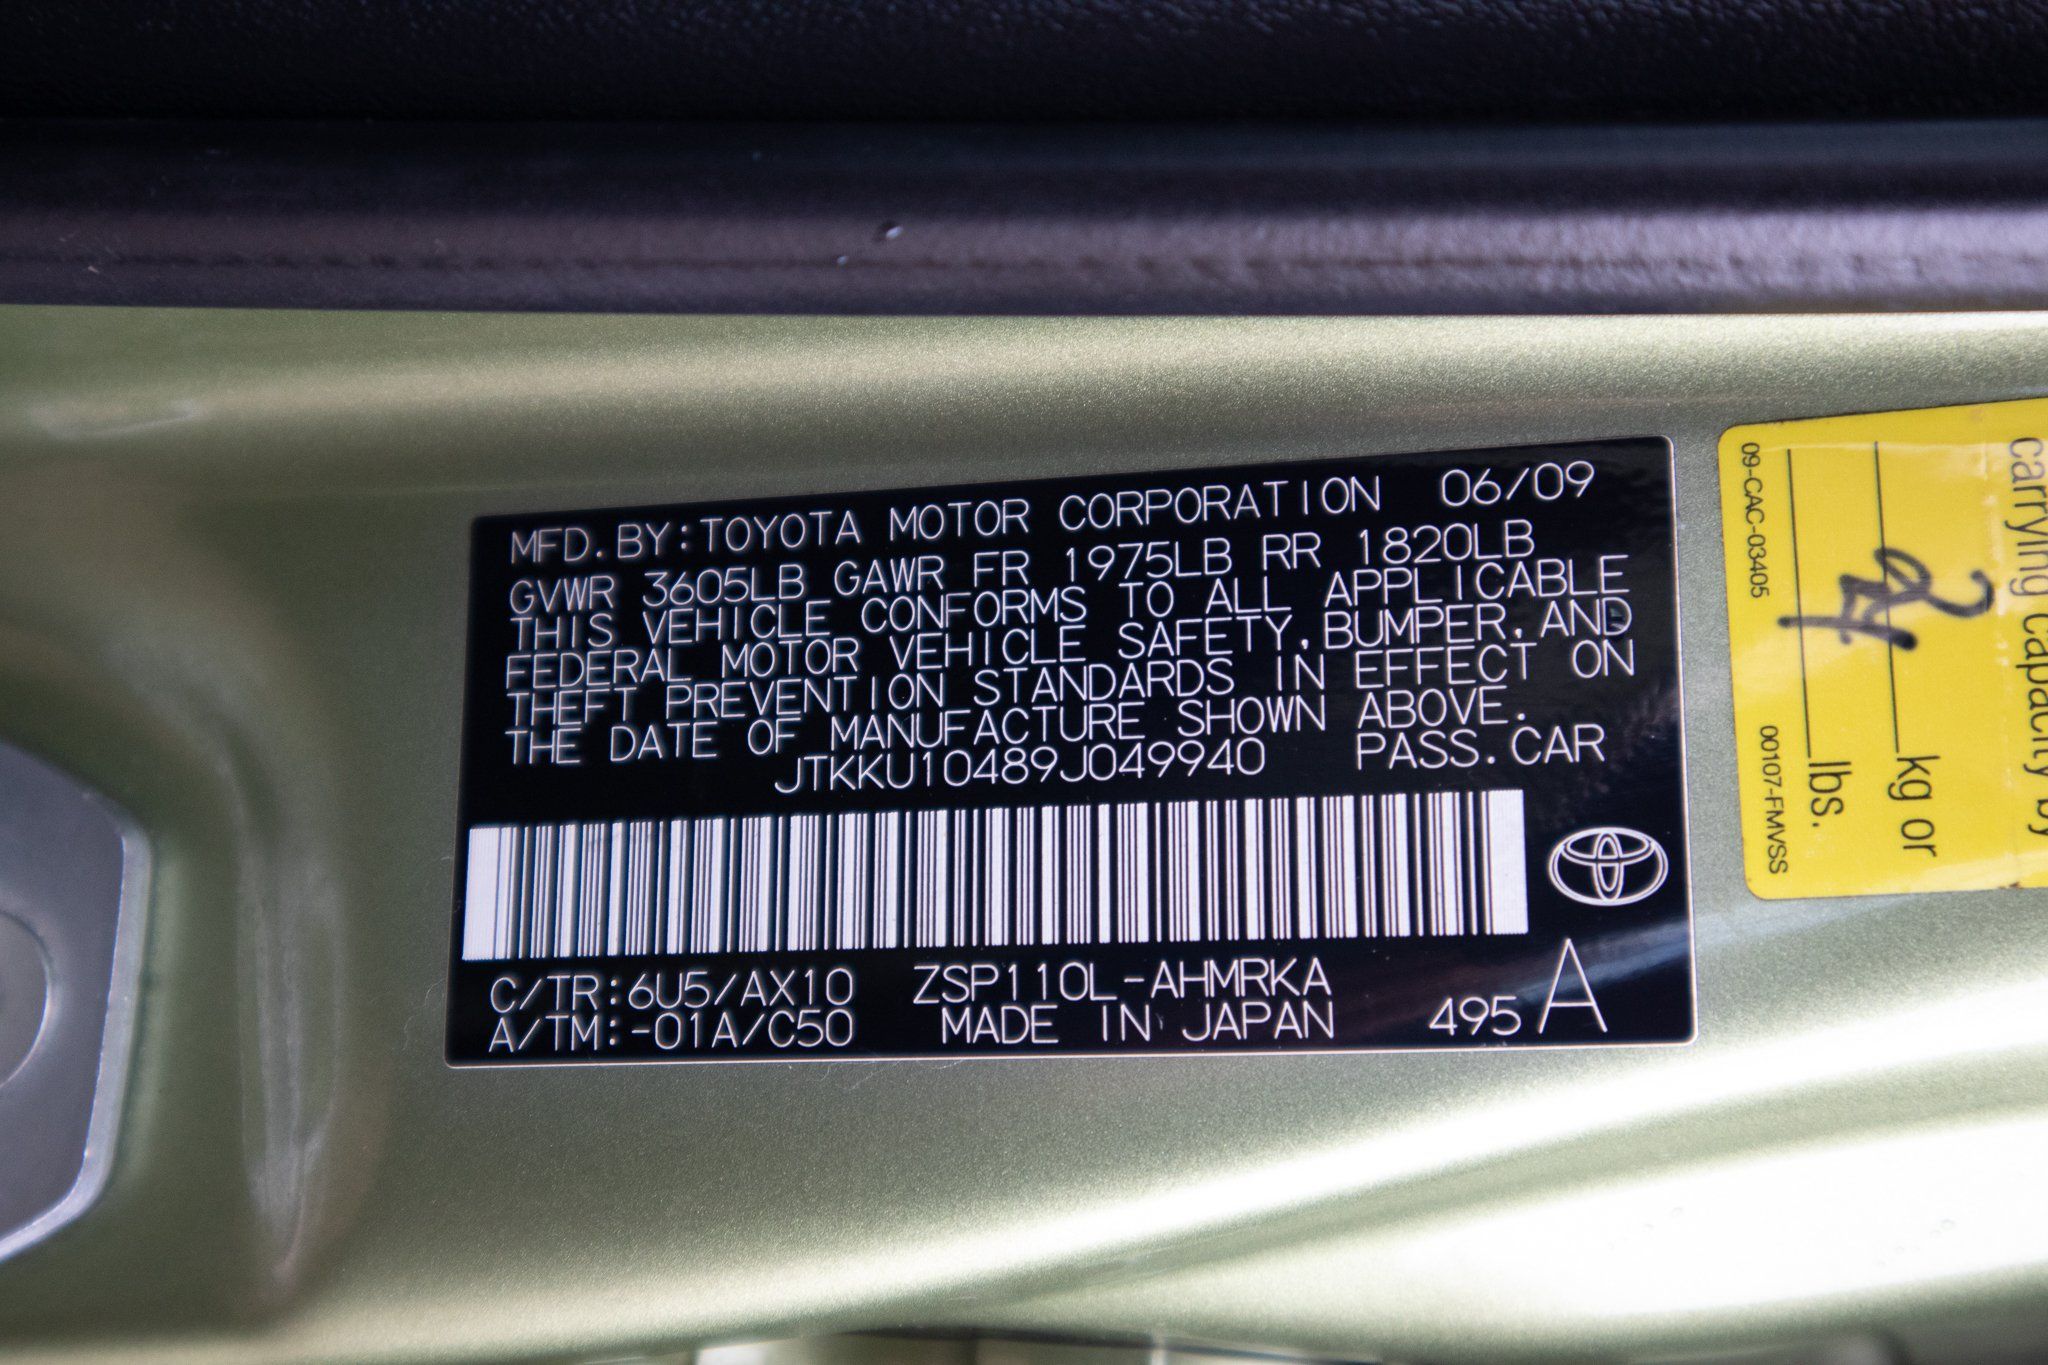 MFD.BY:TOYOTA MOTOR CORPORATION 06/09
GVWR 3605LB GAWR FR 1975LB RR 1820LB
THIS VEHICLE CONFORMS TO ALL APPLICABLE
FEDERAL MOTOR VEHICLE SAFETY,BUMPER,AND
THEFT PREVENTION STANDARDS IN EFFECT ON
THE DATE OF MANUFACTURE SHOWN ABOVE.
JTKKU10489J049940 PASS.CAR
C/TR:6U5/AX10 ZSP110L-AHMRKA
A/TM:-01A/C50 MADE IN JAPAN 495 A
carrying capacity by
kg or
lbs.
09-CAC-03405 00107-FMVSS